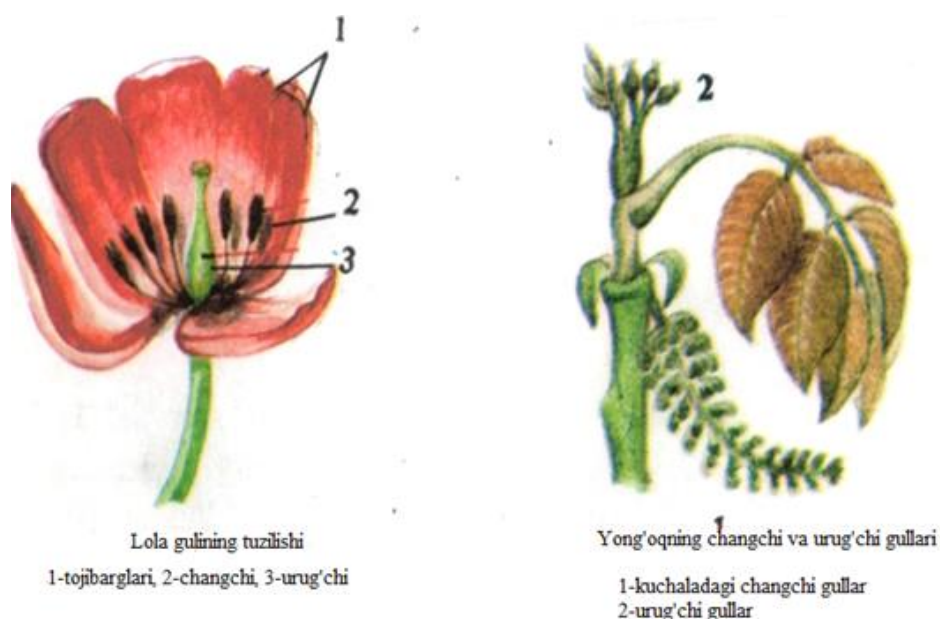 1
2
3
Lola gulining tuzilishi
1-tojibarglari, 2-changchi, 3-urug'chi
2
1
Yong'oqning changchi va urug'chi gullari
1-kuchaladagi changchi gullar
2-urug'chi gullar